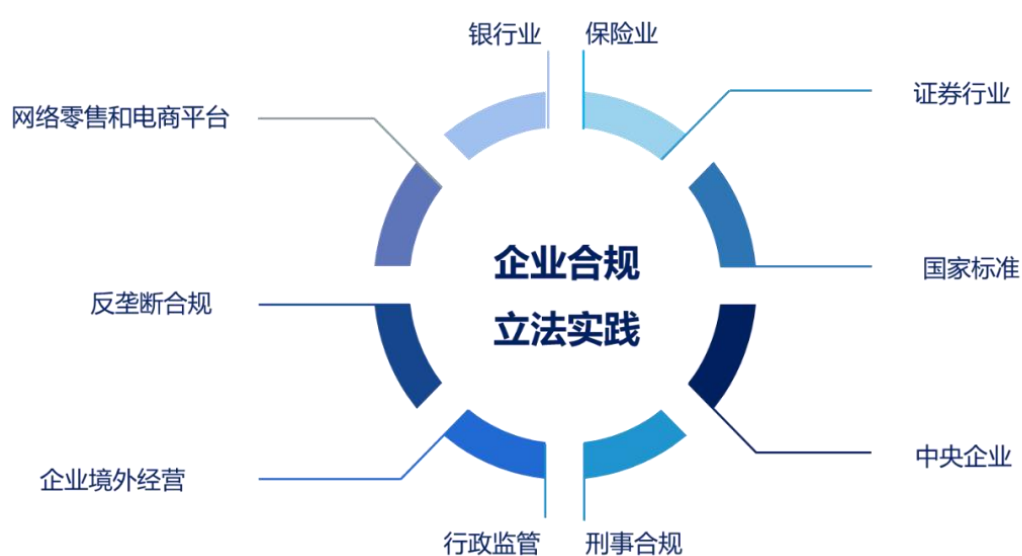 银行业
保险业
证券行业
网络零售和电商平台
企业合规
立法实践
国家标准
反垄断合规
中央企业
企业境外经营
行政监管
刑事合规